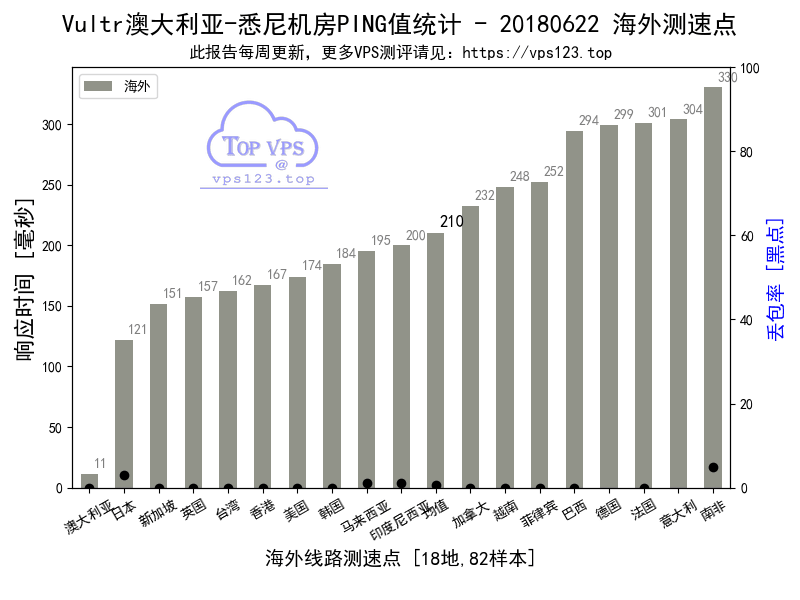 Vultr澳大利亚-悉尼机房PING值统计 - 20180622 海外测速点
此报告每周更新，更多VPS测评请见：https://vps123.top
海外
TOP VPS
@
vps123.top
响应时间 [毫秒]
丢包率 [黑点]
300
250
200
150
100
50
0
100
80
60
40
20
0
11
121
151
157
162
167
174
184
195
200
210
232
248
252
294
299
301
304
330
澳大利亚
日本
新加坡
英国
台湾
香港
美国
韩国
马来西亚
印度尼西亚
均值
加拿大
越南
菲律宾
巴西
德国
法国
意大利
南非
海外线路测速点 [18地,82样本]